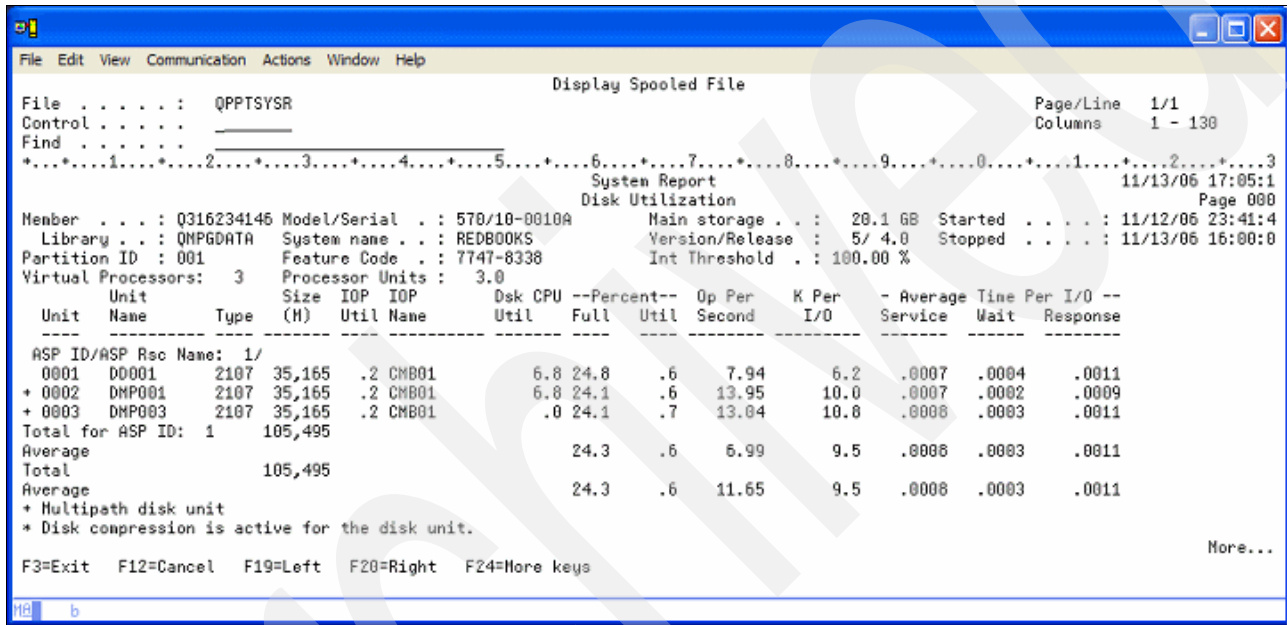 File Edit View Communication Actions Window Help
Display Spooled File
File . . . . . : QPPTSYSR Page/Line 1/1
Control . . . . . _ Columns 1 - 130
Find . . . . . .
*...+....1....+....2....+....3....+....4....+....5....+....6....+....7....+....8....+....9....+....0....+....1....+....2....+....3
System Report 11/13/06 17:05:1
Disk Utilization Page 000
Member . . . : Q316234146 Model/Serial . : 570/10-0010A Main storage . . : 20.1 GB Started . . . . : 11/12/06 23:41:4
Library . . : QMPGDATA System name . . : REDBOOKS Version/Release : 5/ 4.0 Stopped . . . . : 11/13/06 16:00:0
Partition ID : 001 Feature Code . : 7747-8338 Int Threshold . : 100.00 %
Virtual Processors: 3 Processor Units : 3.0
Unit Size IOP IOP Dsk CPU --Percent-- Op Per K Per - Average Time Per I/O --
Unit Name Type (M) Util Name Util Full Util Second I/O Service Wait Response
---- ---------- ---- ------- ---- ---------- ------- ---- ---- -------- --------- ------- ------ --------
ASP ID/ASP Rsc Name: 1/
0001 DD001 2107 35,165 .2 CMB01 6.8 24.8 .6 7.94 6.2 .0007 .0004 .0011
+ 0002 DMP001 2107 35,165 .2 CMB01 6.8 24.1 .6 13.95 10.0 .0007 .0002 .0009
+ 0003 DMP003 2107 35,165 .2 CMB01 .0 24.1 .7 13.04 10.8 .0008 .0003 .0011
Total for ASP ID: 1 105,495
Average 24.3 .6 6.99 9.5 .0008 .0003 .0011
Total 105,495
Average 24.3 .6 11.65 9.5 .0008 .0003 .0011
+ Multipath disk unit
* Disk compression is active for the disk unit.
More...
F3=Exit F12=Cancel F19=Left F20=Right F24=More keys
b